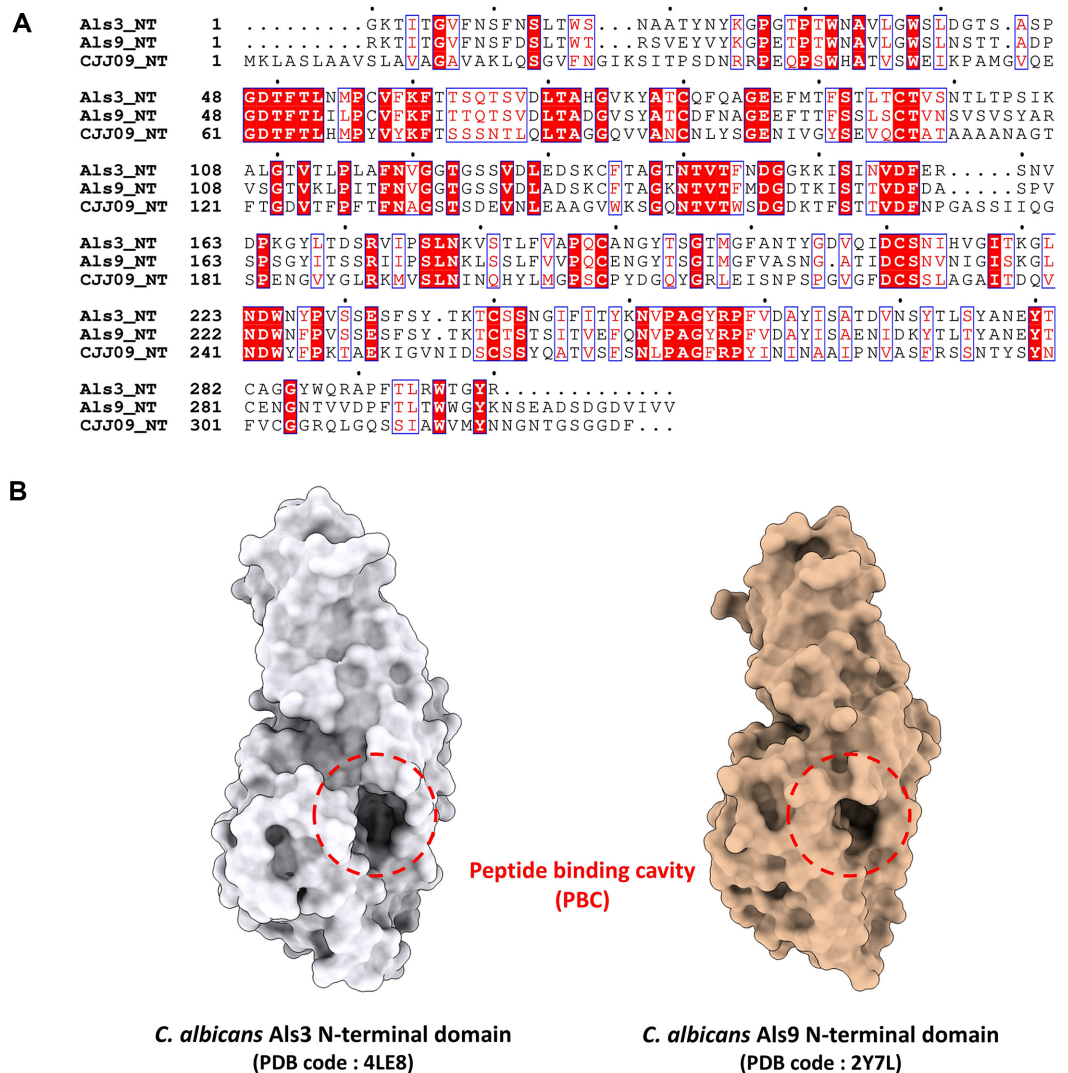 A
Als3_NT 1 .........GKTITGVFNSFNSLTWS....NAATYNYKGPGTPTWNAVLGWSLDGTS.ASP
Als9_NT 1 .........RKTITGVFNSFDSLTWT....RSVEYVYKGPETPTWNAVLGWSLNSTT.ADP
CJJ09_NT 1 MKLASLAAVSLAVAGAVAKLQSGVFNGIKSITPSDNRRPEQPSWHATVSWEIKPAMGVQE
Als3_NT 48 GDTFTLNMPCVFKFTTSQTSVDLTAHGVKYATCQFQAGEEFMTFSTLTCTVSNTLTPSIK
Als9_NT 48 GDTFTLILPCVFKFTTTQTSVDLTADGVSYATCDFNAGEEFTTFSSLSCTVNSVSVSYAR
CJJ09_NT 61 GDTFTLHMPYVYKFTSSSNTLQLTAGGQVVANCNLYSGENIVGYSEVQCTATAAAANAGT
Als3_NT 108 ALGTVTLPLAFNVGGTGSSVDLEDSKCFTAGTNTVTFNDGGKKISTNVDFER.....SNV
Als9_NT 108 VSGTVKLPITFNVGGTGSSVDLADSKCFTAGKNTVTFMDGDTKISTTVDFDA.....SPV
CJJ09_NT 121 FTGDVTFPFTFNAGSTSDEVNLEAAGVWKSGQNTVTWSDGDKTFSTTVDFNPGASSIIQG
Als3_NT 163 DPKGYLTDSRVIPSLNKVSTLFVAPQCANGYTSGTMGFANTYGDVQIDCSNIHVGITKGL
Als9_NT 163 SPSGYITSSRIIPSLNKLSSLFVVPQCENGYTSGIMGFVASNG.ATIDCSNVNIGISKGL
CJJ09_NT 181 SPENGVYGLRKMVSLNINQHYLMGPSCPYDGQYGRLEISNPSPGVGFDCSSLAGAITDQV
Als3_NT 223 NDWNYPVSSESFSY.TKTCSSNGIFITYKNVPAGYRPFVDAYISATDVNSYTLSYANEYT
Als9_NT 222 NDWNFPVSSESFSY.TKTCTSTSITVEFQNVPAGYRPFVDAYISAENIDKYTLTYANEYT
CJJ09_NT 241 NDWYFPKTAEKIGVNIDSCSSYQATVSFSNLPAGFRPYINININAAIPNVASFRSSNTYSYN
Als3_NT 282 CAGGYWQRAPFTLRWTGYR............
Als9_NT 281 CENGNTVVDPFTLTWWGYKNSEADSDGDVIVV
CJJ09_NT 301 FVCGGRQLGQSSIAWVMYNNGNTGSGGDF...
B
Peptide binding cavity
(PBC)
C. albicans Als3 N-terminal domain
(PDB code : 4LE8)
C. albicans Als9 N-terminal domain
(PDB code : 2Y7L)